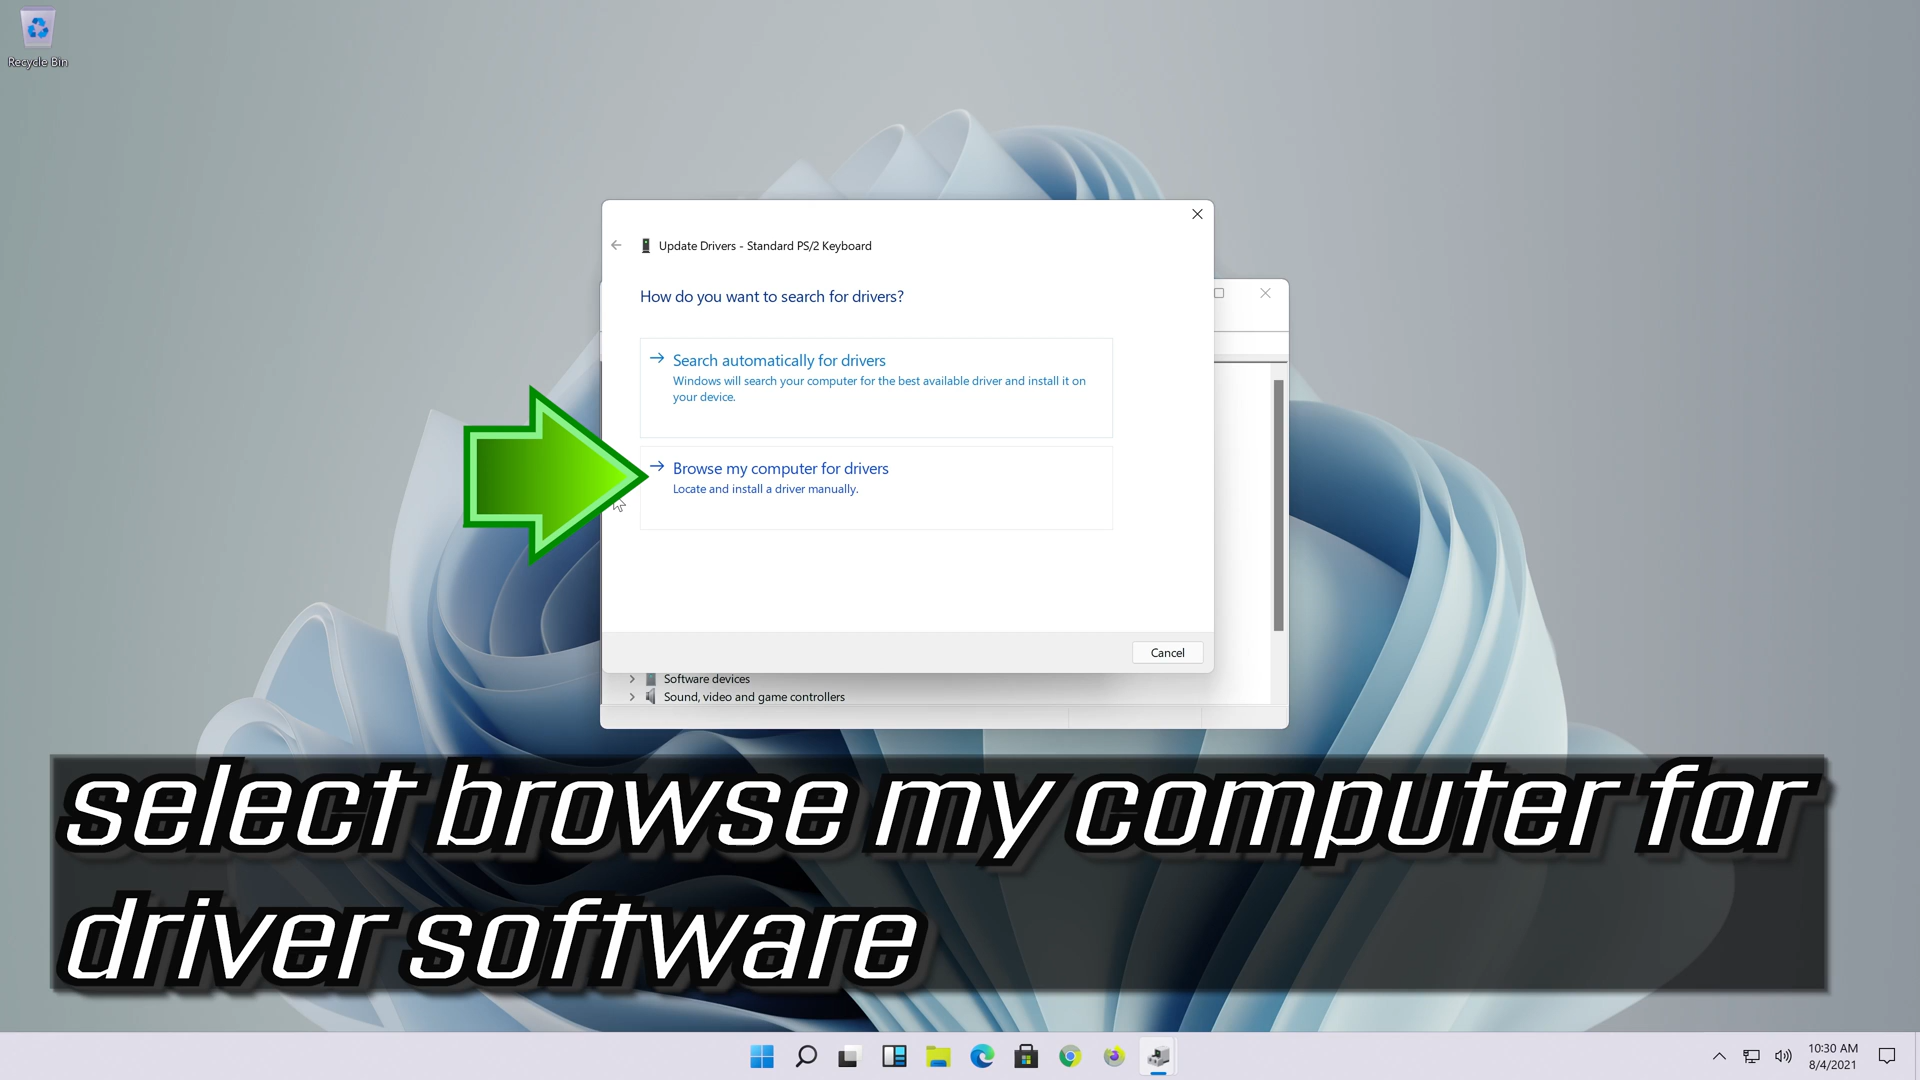 Recycle Bin
Update Drivers - Standard PS/2 Keyboard
How do you want to search for drivers?
Search automatically for drivers
Windows will search your computer for the best available driver and install it on
your device.
Browse my computer for drivers
Locate and install a driver manually.
Cancel
Software devices
Sound, video and game controllers
select browse my computer for
driver software
10:30 AM
8/4/2021